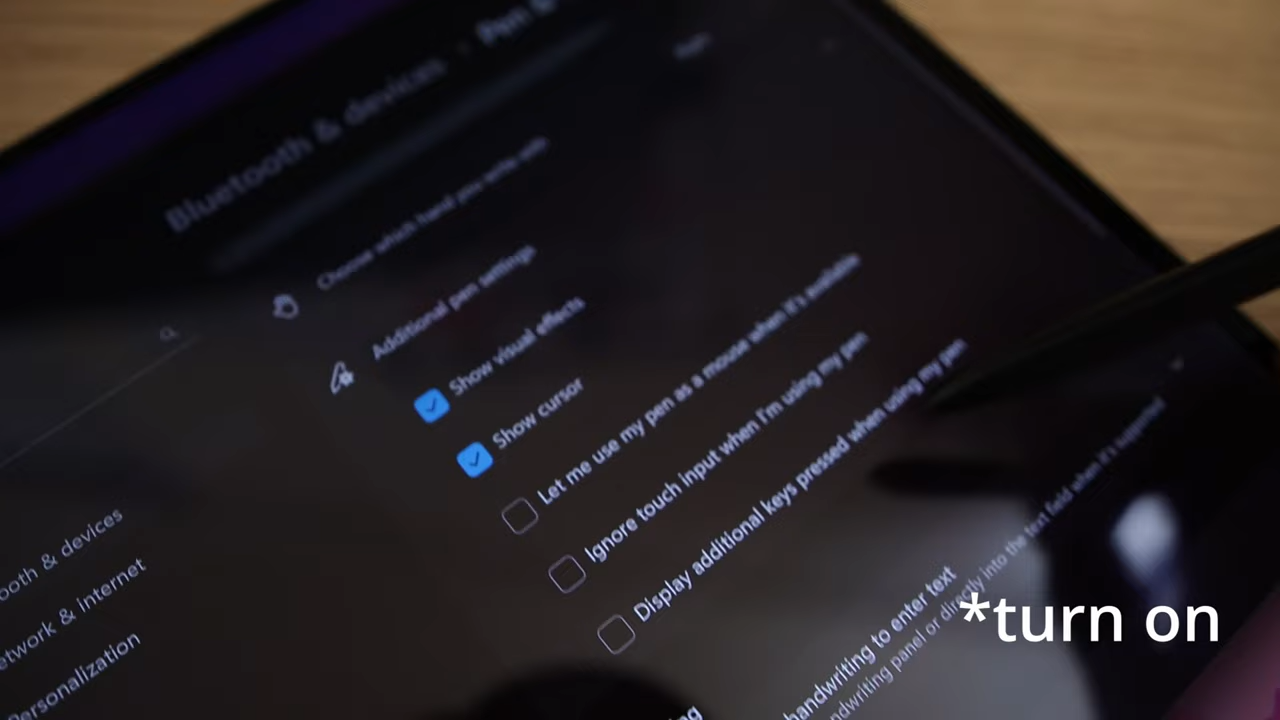 Bluetooth & devices
Choose which hand you write with
Additional pen settings
Show visual effects
Show cursor
Let me use my pen as a mouse when it's available
Ignore touch input when I'm using my pen
Display additional keys pressed when using my pen
handwriting to enter text
ndwriting panel or directly into the text field when it's supported
ooth & devices
etwork & internet
Personalization
*turn on